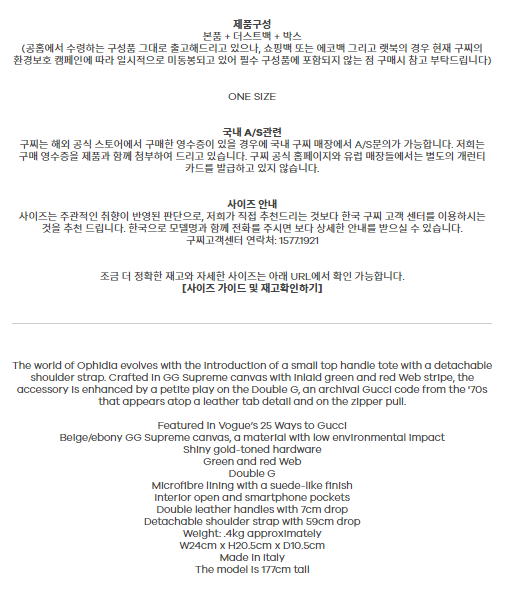 제품구성
본품 + 더스트백 + 박스
(공홈에서 수령하는 구성품 그대로 출고해드리고 있으나, 쇼핑백 또는 에코백 그리고 랫북의 경우 현재 구찌의
환경보호 캠페인에 따라 일시적으로 미동봉되고 있어 필수 구성품에 포함되지 않는 점 구매시 참고 부탁드립니다)
ONE SIZE
국내 A/S관련
구찌는 해외 공식 스토어에서 구매한 영수증이 있을 경우에 국내 구찌 매장에서 A/S문의가 가능합니다. 저희는
구매 영수증을 제품과 함께 첨부하여 드리고 있습니다. 구찌 공식 홈페이지와 유럽 매장들에서는 별도의 개런티
카드를 발급하고 있지 않습니다.
사이즈 안내
사이즈는 주관적인 취향이 반영된 판단으로, 저희가 직접 추천드리는 것보다 한국 구찌 고객 센터를 이용하시는
것을 추천 드립니다. 한국으로 모델명과 함께 전화를 주시면 보다 상세한 안내를 받으실 수 있습니다.
구찌고객센터 연락처: 1577.1921
조금 더 정확한 재고와 자세한 사이즈는 아래 URL에서 확인 가능합니다.
[사이즈 가이드 및 재고확인하기]
The world of Ophidia evolves with the introduction of a small top handle tote with a detachable
shoulder strap. Crafted in GG Supreme canvas with inlaid green and red Web stripe, the
accessory is enhanced by a petite play on the Double G, an archival Gucci code from the '70s
that appears atop a leather tab detail and on the zipper pull.
Featured in Vogue's 25 Ways to Gucci
Beige/ebony GG Supreme canvas, a material with low environmental impact
Shiny gold-toned hardware
Green and red Web
Double G
Microfibre lining with a suede-like finish
Interior open and smartphone pockets
Double leather handles with 7cm drop
Detachable shoulder strap with 59cm drop
Weight: .4kg approximately
W24cm x H20.5cm x D10.5cm
Made in Italy
The model is 177cm tall